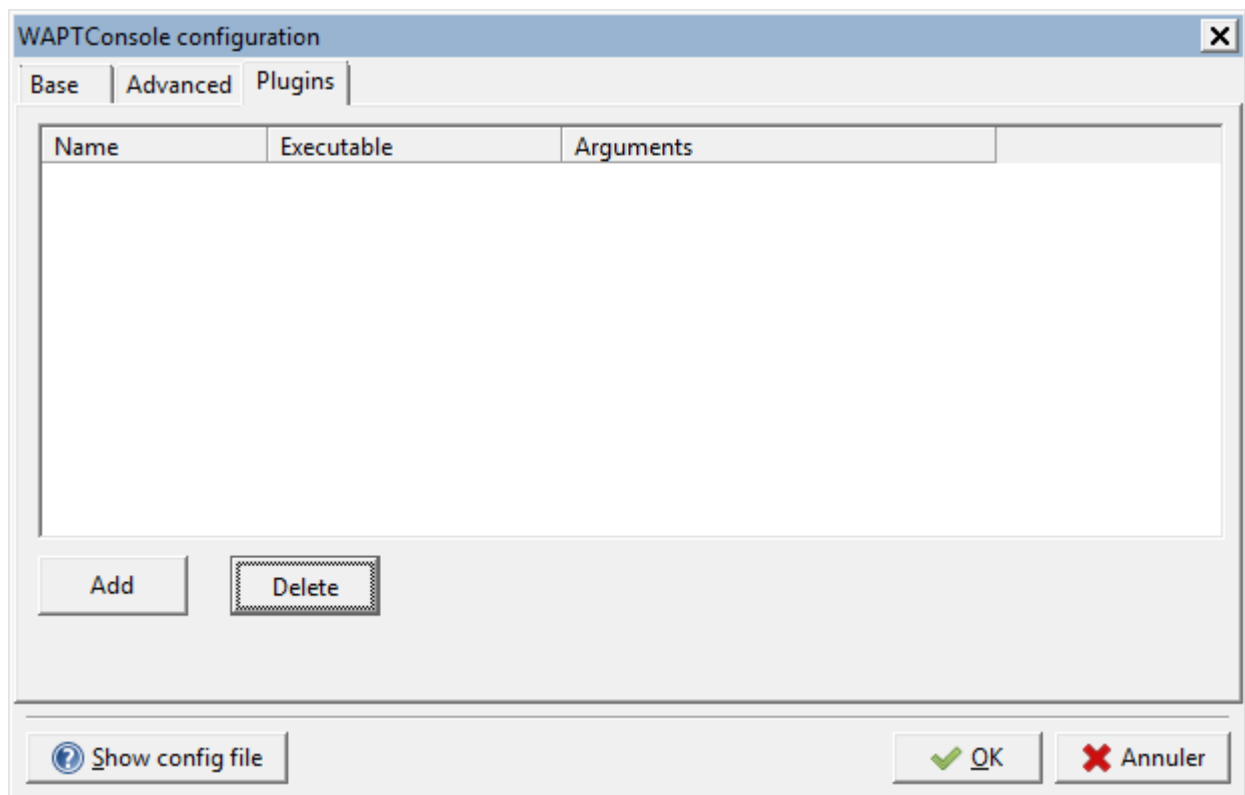 WAPTConsole configuration
Base Advanced Plugins
Name Executable Arguments
Add Delete
Show config file OK Annuler